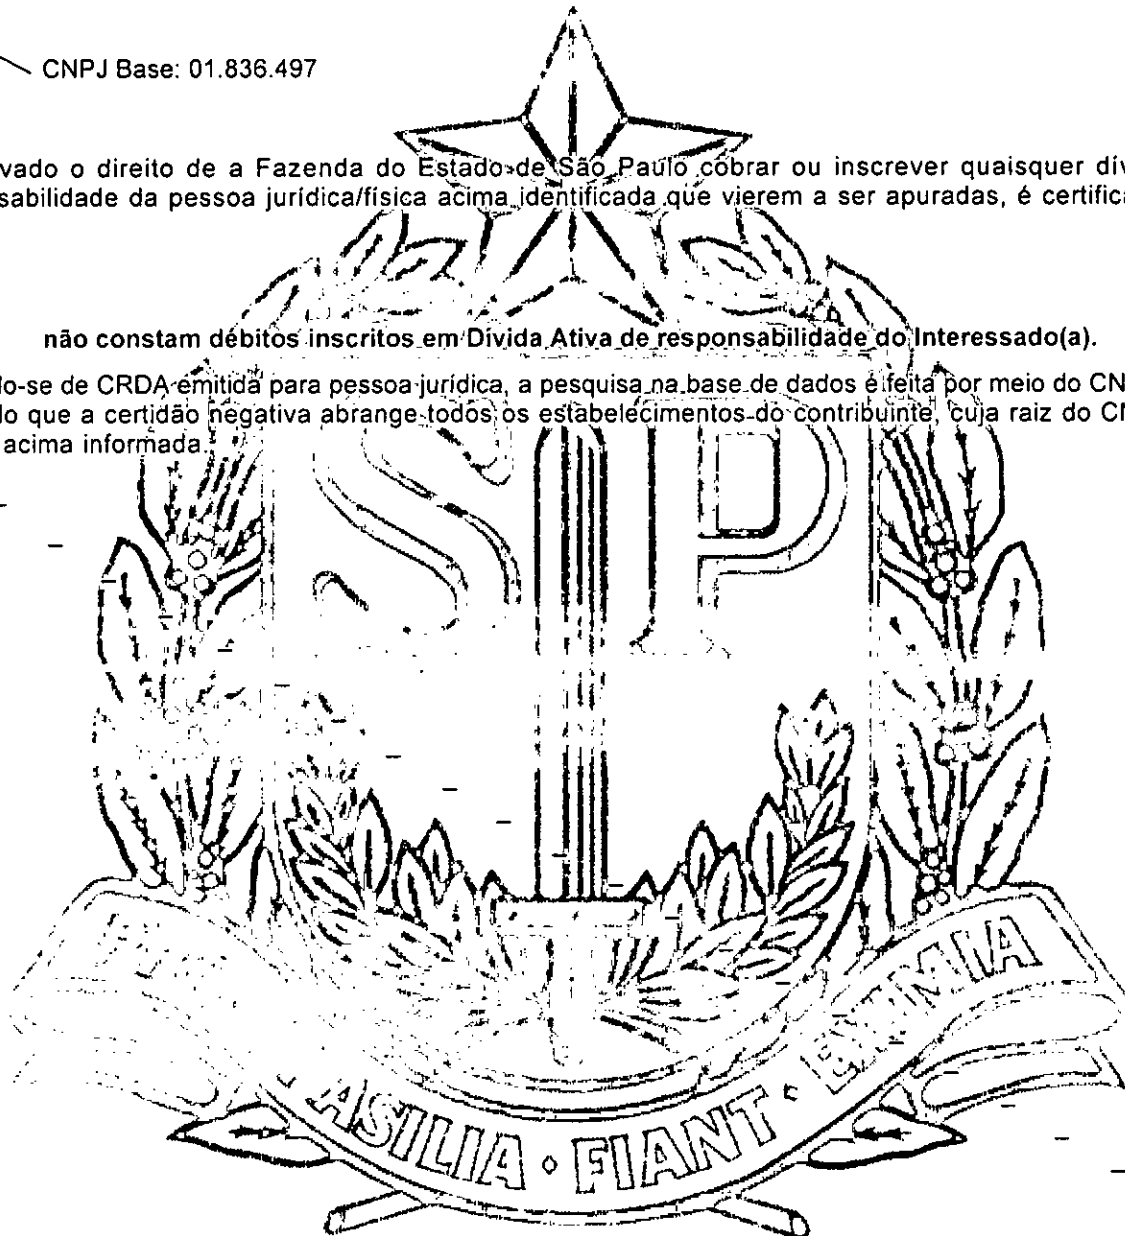 CNPJ Base: 01.836.497
vado o direito de a Fazenda do Estado de São Paulo cobrar ou inscrever quaisquer dív
sabilidade da pessoa jurídica/física acima identificada que vierem a ser apuradas, é certifica
não constam débitos inscritos em Dívida Ativa de responsabilidade do Interessado(a).
do-se de CRDA emitida para pessoa jurídica, a pesquisa na base de dados é feita por meio do CN
do que a certidão negativa abrange todos os estabelecimentos do contribuinte, cuja raiz do CN
acima informada.
SP
ASILIA · FIANT · EXIMIA